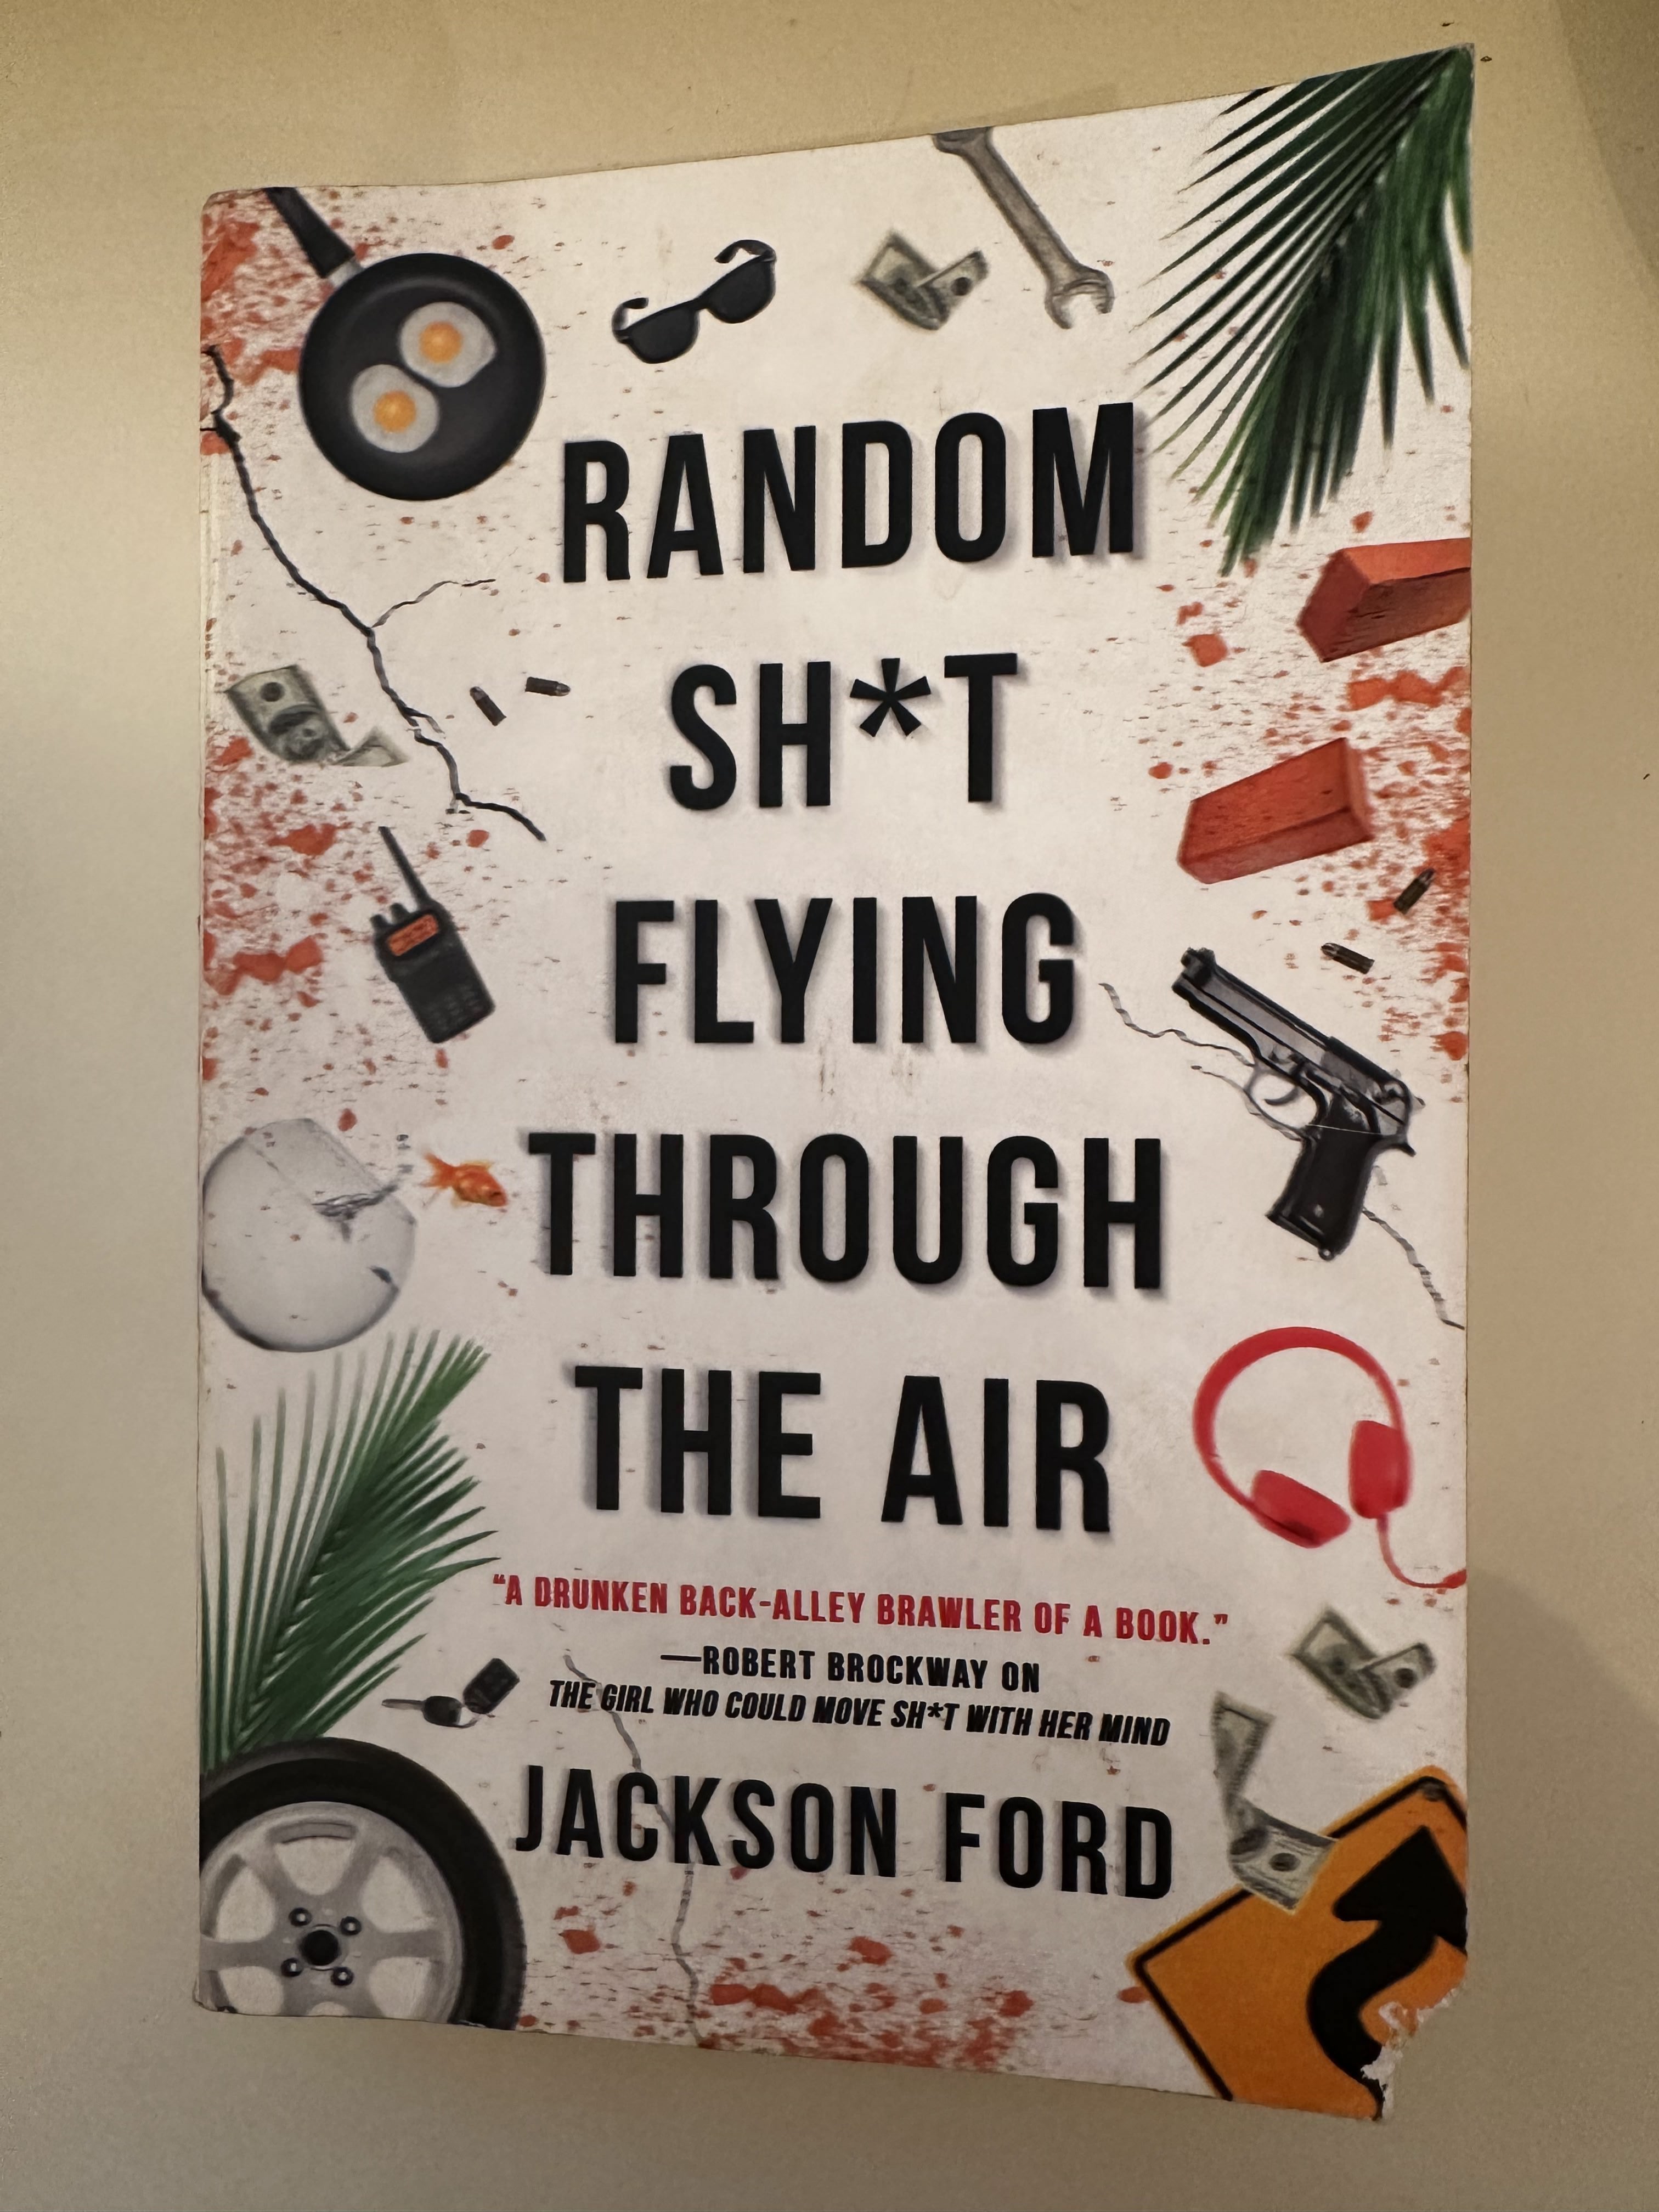 RANDOM
SH*T
FLYING
THROUGH
THE AIR
“A DRUNKEN BACK-ALLEY BRAWLER OF A BOOK.”
—ROBERT BROCKWAY ON
THE GIRL WHO COULD MOVE SH*T WITH HER MIND
JACKSON FORD